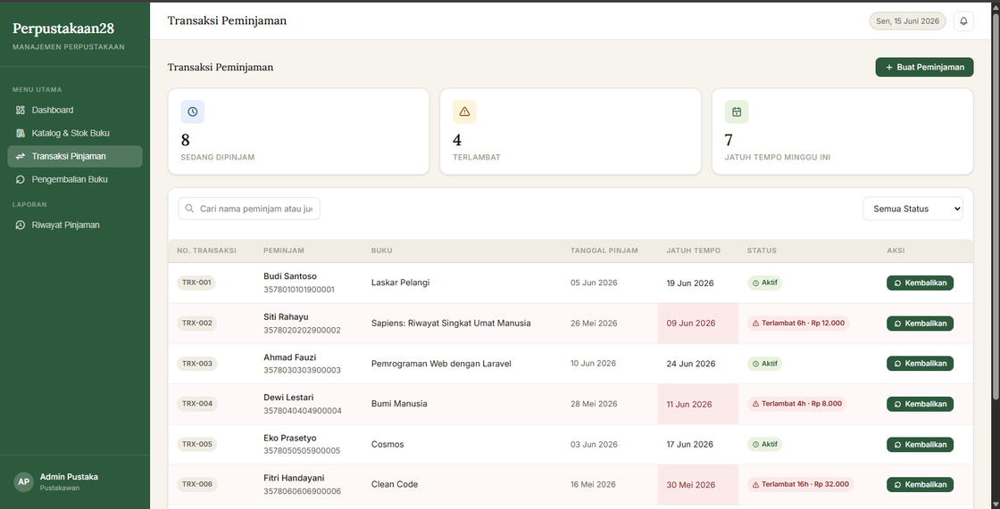 Perpustakaan28
MANAJEMEN PERPUSTAKAAN
MENU UTAMA
Dashboard
Katalog & Stok Buku
Transaksi Pinjaman
Pengembalian Buku
LAPORAN
Riwayat Pinjaman
AP
Admin Pustaka
Pustakawan
Transaksi Peminjaman
Sen, 15 Juni 2026
Transaksi Peminjaman
+ Buat Peminjaman
8
SEDANG DIPINJAM
4
TERLAMBAT
7
JATUH TEMPO MINGGU INI
Cari nama peminjam atau ju
Semua Status
NO. TRANSAKSI PEMINJAM BUKU TANGGAL PINJAM JATUH TEMPO STATUS AKSI
TRX-001 Budi Santoso 3578010101900001 Laskar Pelangi 05 Jun 2026 19 Jun 2026 Aktif Kembalikan
TRX-002 Siti Rahayu 3578020202900002 Sapiens: Riwayat Singkat Umat Manusia 26 Mei 2026 09 Jun 2026 Terlambat 6h · Rp 12.000 Kembalikan
TRX-003 Ahmad Fauzi 3578030303900003 Pemrograman Web dengan Laravel 10 Jun 2026 24 Jun 2026 Aktif Kembalikan
TRX-004 Dewi Lestari 3578040404900004 Bumi Manusia 28 Mei 2026 11 Jun 2026 Terlambat 4h · Rp 8.000 Kembalikan
TRX-005 Eko Prasetyo 3578050505900005 Cosmos 03 Jun 2026 17 Jun 2026 Aktif Kembalikan
TRX-006 Fitri Handayani 3578060606900006 Clean Code 16 Mei 2026 30 Mei 2026 Terlambat 16h · Rp 32.000 Kembalikan